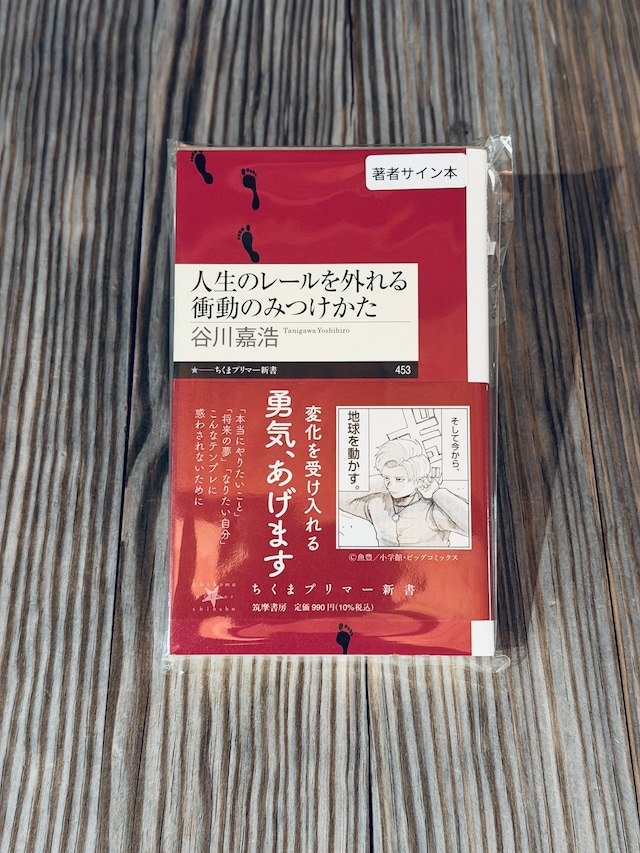 著者サイン本
人生のレールを外れる
衝動のみつけかた
谷川嘉浩
Tanigawa Yoshihiro
★──ちくまプリマー新書
453
変化を受け入れる
勇気、あげます
「本当にやりたいこと」
「将来の夢」「なりたい自分」
こんなテンプレに
惑わされないために
そして今から、
地球を動かす。
©魚豊/小学館・ビッグコミックス
ちくまプリマー新書
筑摩書房 定価990円(10%税込)
chikuma
primer
shinsho